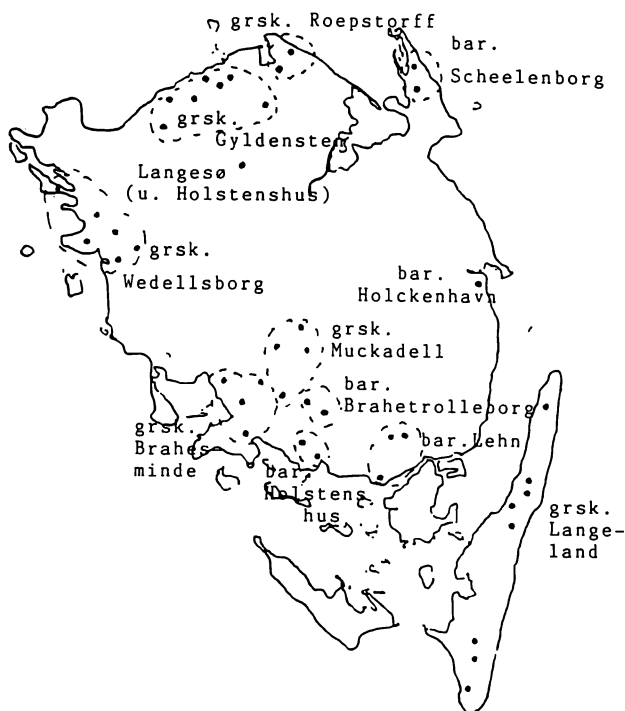 grsk. Roepstorff
bar.
Scheelenborg
grsk.
Gyldensten
Langesø
(u. Holstenshus)
grsk.
Wedellsborg
bar.
Holckenhavn
grsk.
Muckadell
bar.
Brahetrolleborg
grsk.
Brahes-
minde
bar.
Holstens
hus
bar.Lehn
grsk.
Lange-
land